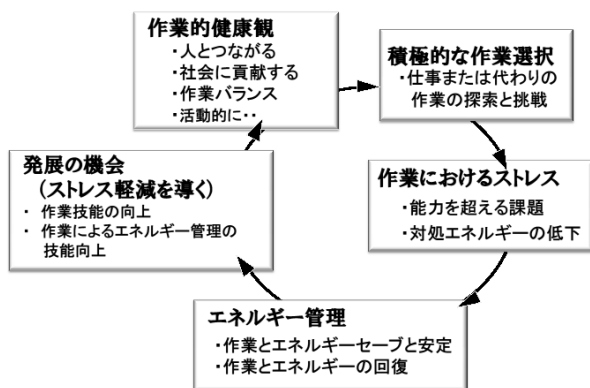 作業的健康観
・人とつながる
・社会に貢献する
・作業バランス
・活動的に・・
積極的な作業選択
・仕事または代わりの
作業の探索と挑戦
作業におけるストレス
・能力を超える課題
・対処エネルギーの低下
エネルギー管理
・作業とエネルギーセーブと安定
・作業とエネルギーの回復
発展の機会
（ストレス軽減を導く）
・ 作業技能の向上
・ 作業によるエネルギー管理の
技能向上